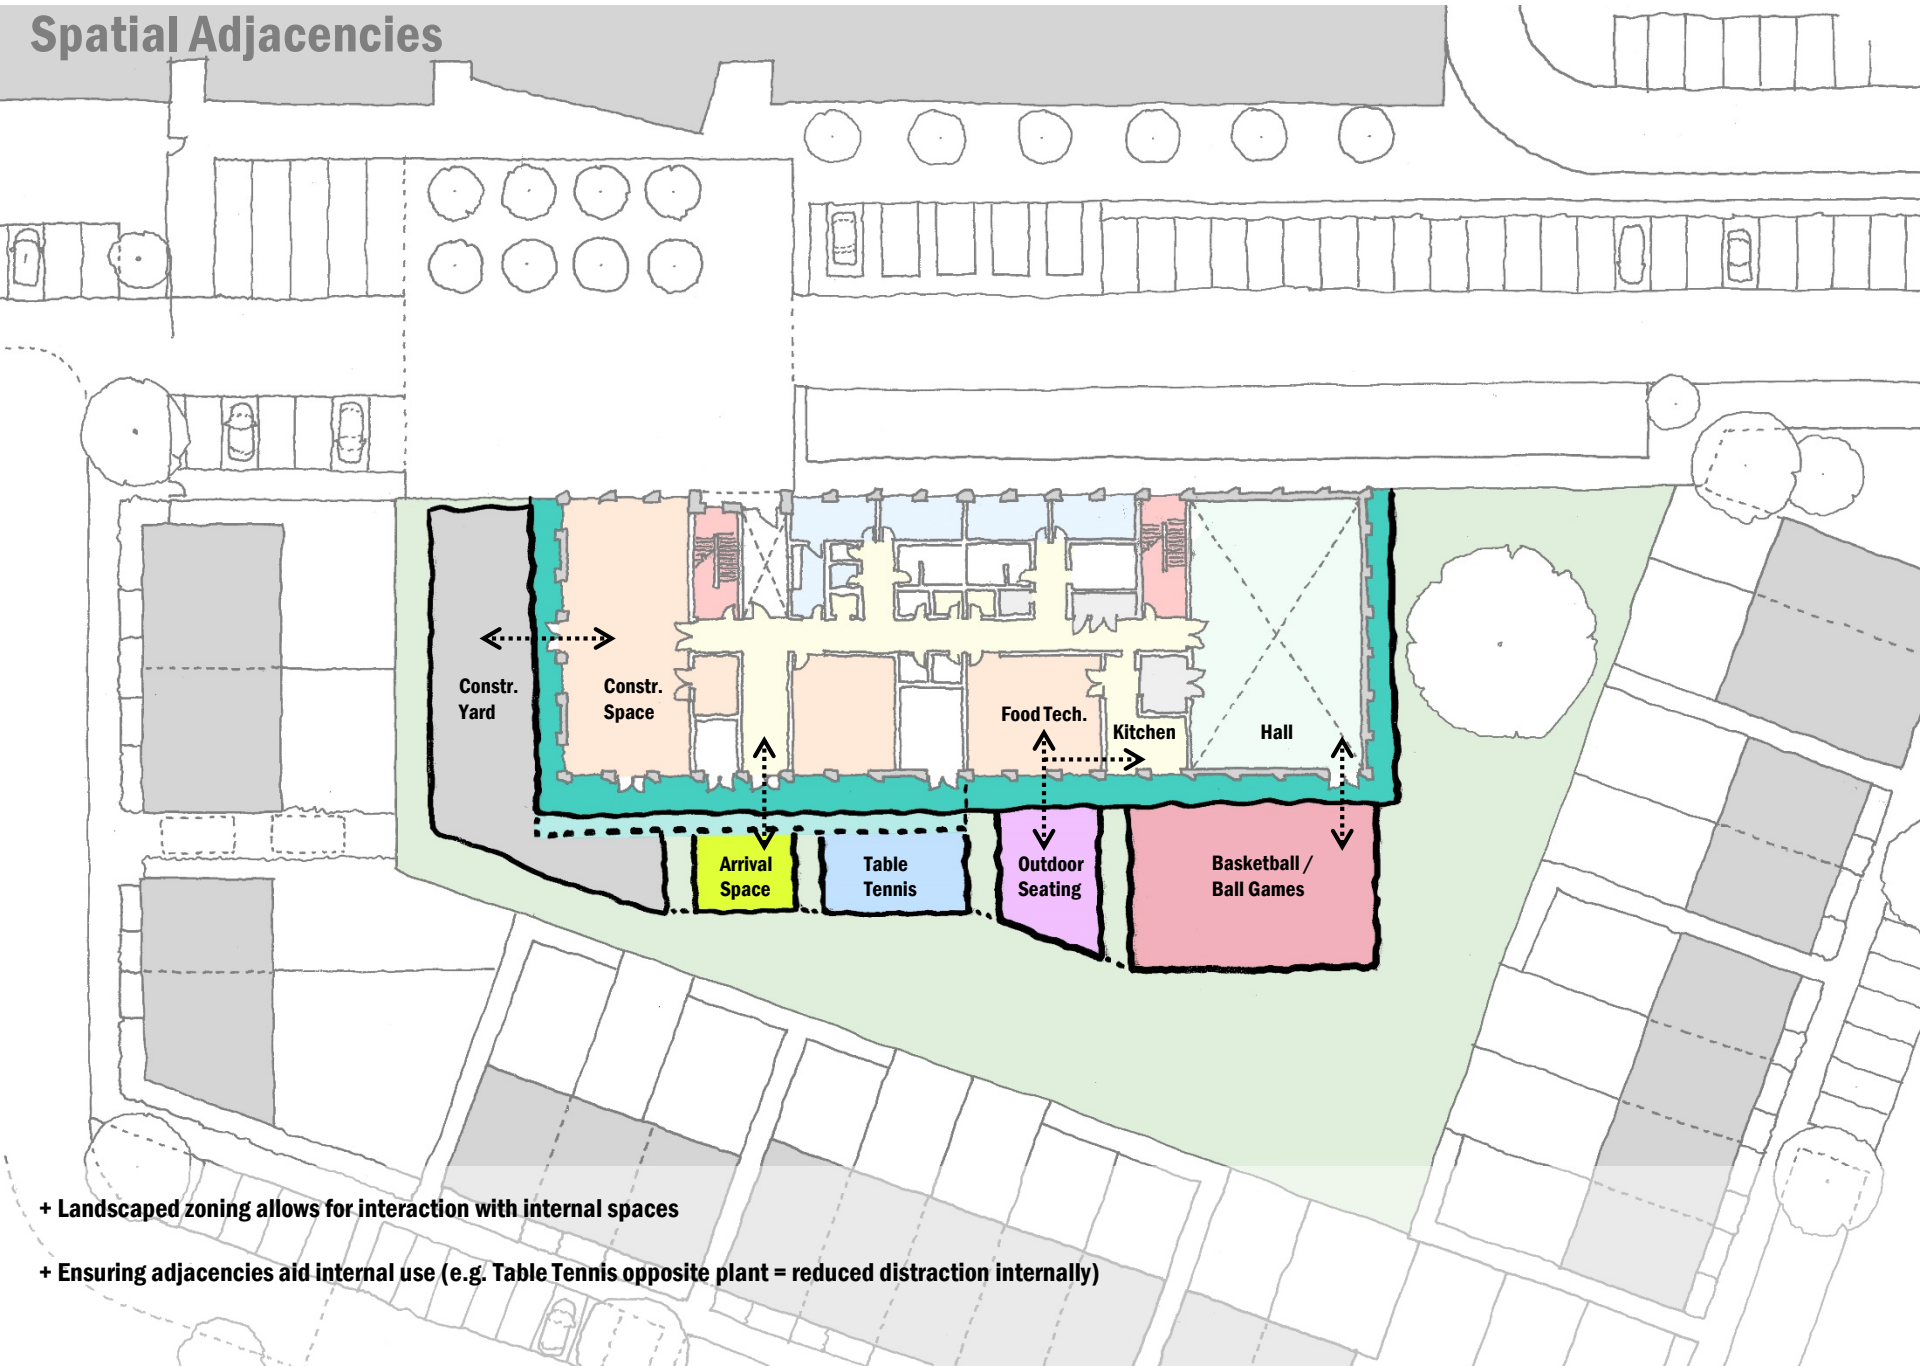 Spatial Adjacencies
Constr.
Yard
Constr.
Space
Food Tech.
Kitchen
Hall
Arrival
Space
Table
Tennis
Outdoor
Seating
Basketball /
Ball Games
+ Landscaped zoning allows for interaction with internal spaces
+ Ensuring adjacencies aid internal use (e.g. Table Tennis opposite plant = reduced distraction internally)